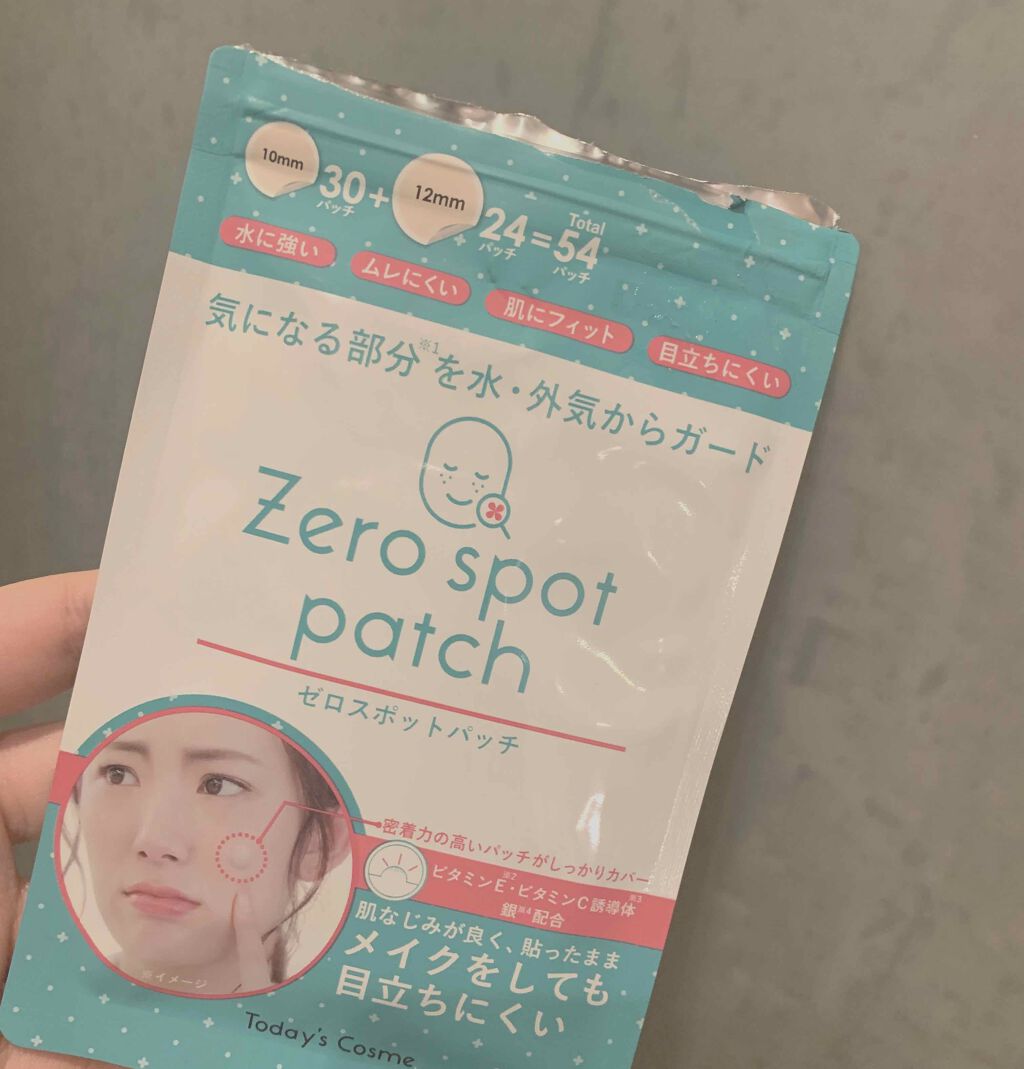 10mm 30パッチ + 12mm 24パッチ = Total 54パッチ
水に強い ムレにくい 肌にフィット 目立ちにくい
気になる部分※1を水・外気からガード
Zero spot
patch
ゼロスポットパッチ
密着力の高いパッチがしっかりカバー
ビタミンE※2・ビタミンC誘導体※3
銀※4配合
肌なじみが良く、貼ったまま
メイクをしても
目立ちにくい
※イメージ
Today's Cosme